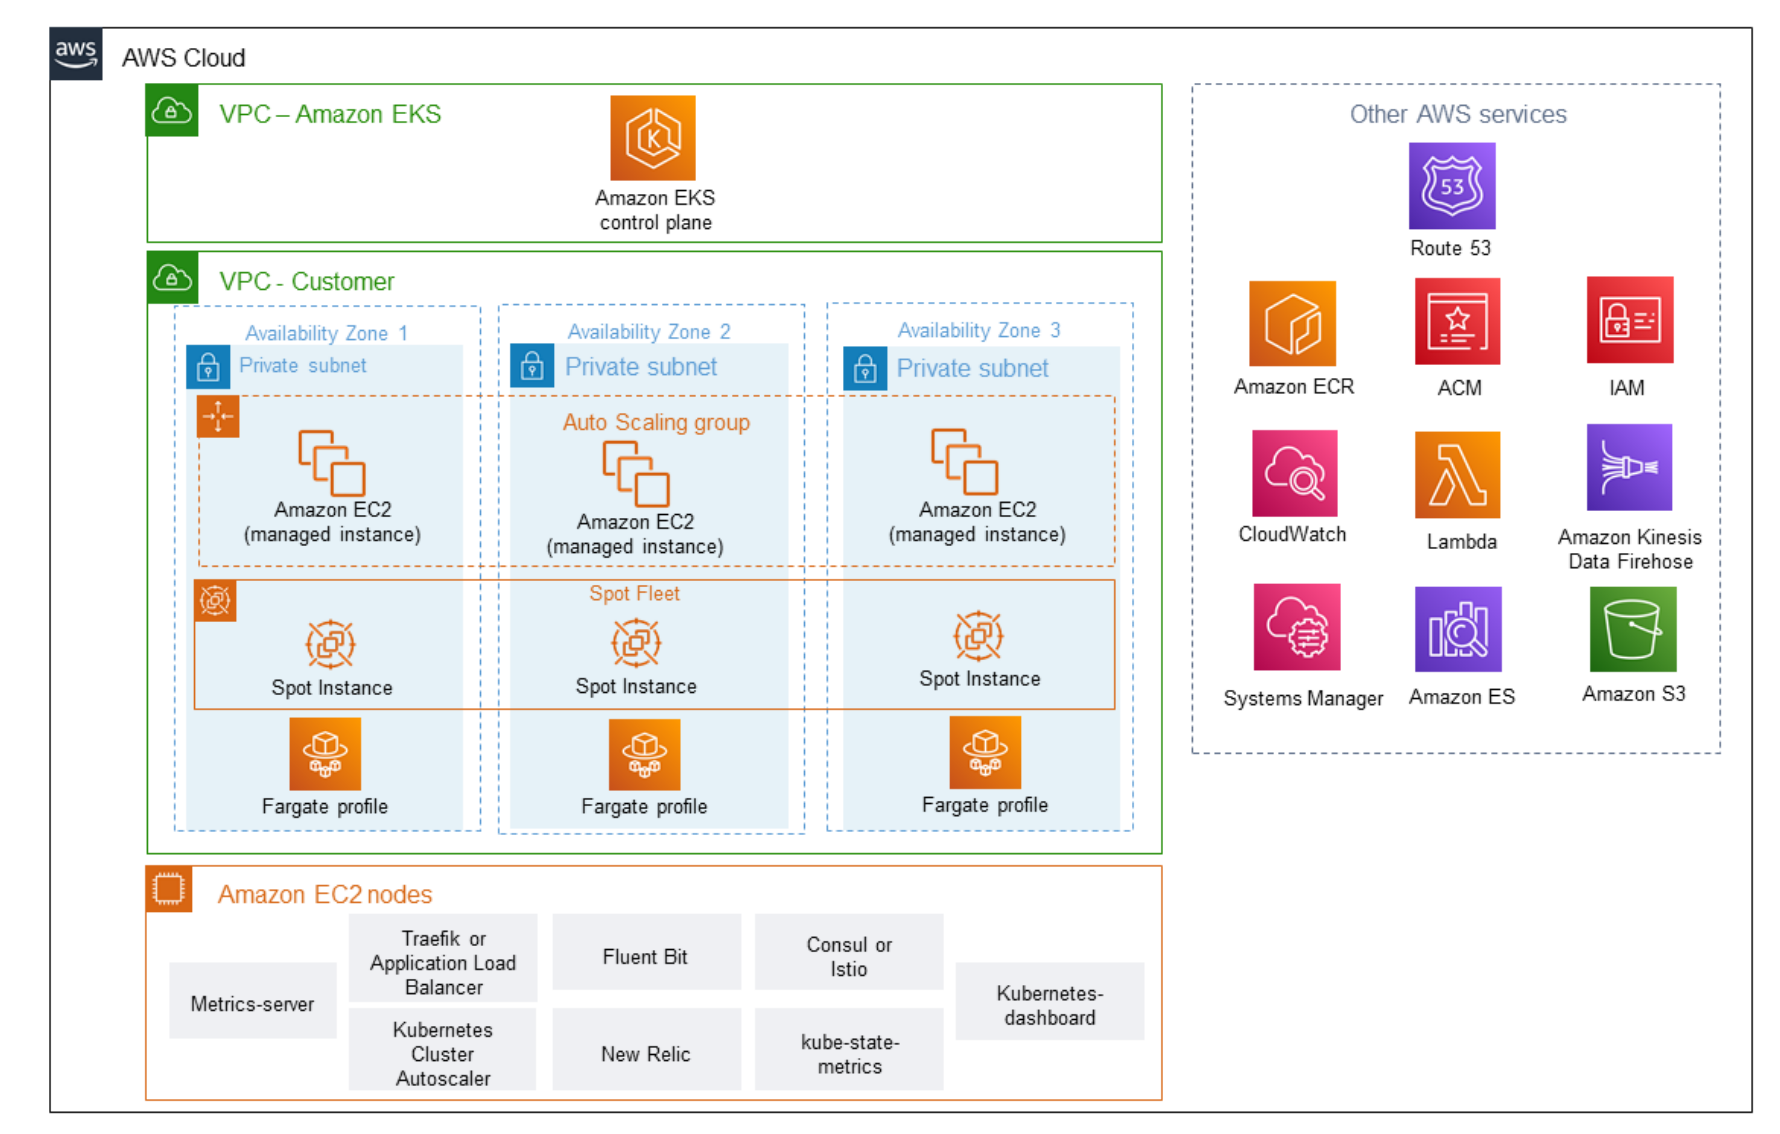 aws
AWS Cloud
VPC – Amazon EKS
Amazon EKS
control plane
VPC - Customer
Availability Zone 1
Private subnet
Availability Zone 2
Private subnet
Availability Zone 3
Private subnet
Auto Scaling group
Amazon EC2
(managed instance)
Amazon EC2
(managed instance)
Amazon EC2
(managed instance)
Spot Fleet
Spot Instance
Spot Instance
Spot Instance
Fargate profile
Fargate profile
Fargate profile
Amazon EC2 nodes
Metrics-server
Traefik or
Application Load
Balancer
Kubernetes
Cluster
Autoscaler
Fluent Bit
New Relic
Consul or
Istio
kube-state-
metrics
Kubernetes-
dashboard
Other AWS services
53
Route 53
Amazon ECR
ACM
IAM
CloudWatch
Lambda
Amazon Kinesis
Data Firehose
Systems Manager
Amazon ES
Amazon S3